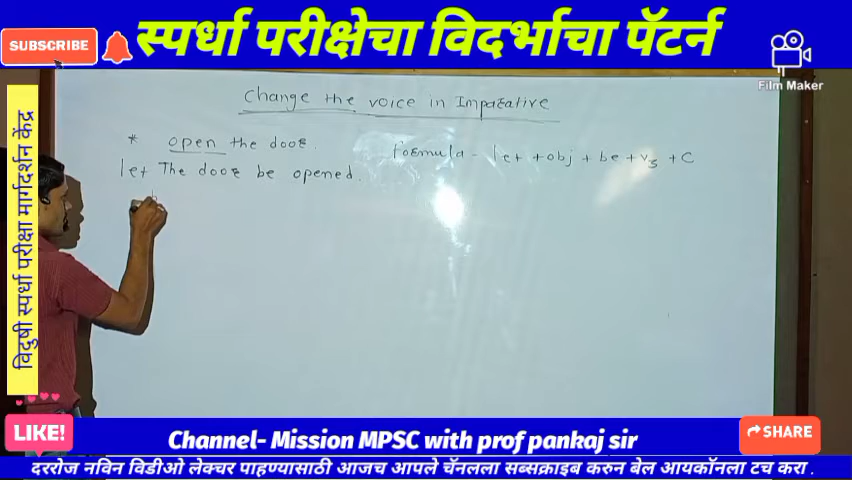 स्पर्धा परीक्षेचा विदर्भाचा पॅटर्न
SUBSCRIBE
Film Maker
विदुषी स्पर्धा परीक्षा मार्गदर्शन केंद्र
Change the voice in Imparative
* open the door.
Formula - let + obj + be + V3 + C
let The door be opened.
LIKE!
Channel- Mission MPSC with prof pankaj sir
SHARE
दररोज नविन विडीओ लेक्चर पाहण्यासाठी आजच आपले चॅनलला सब्सक्राइब करुन बेल आयकॉनला टच करा .